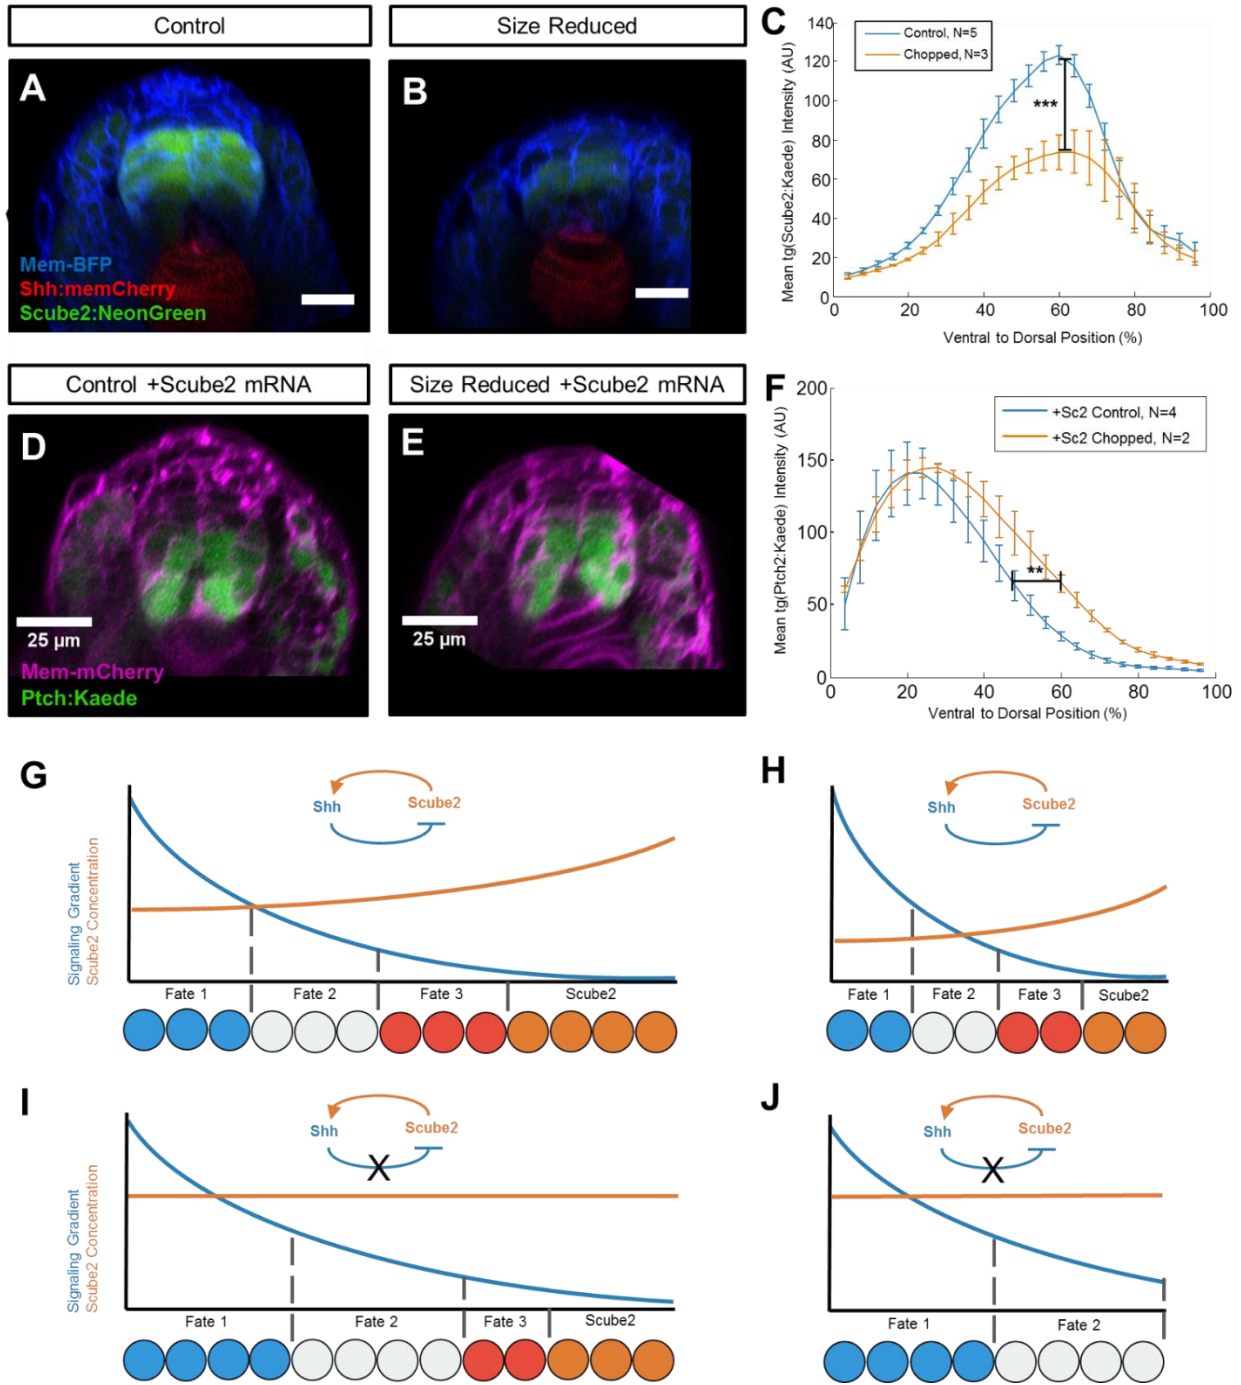 Control
Size Reduced
A
Mem-BFP
Shh:memCherry
Scube2:NeonGreen
B
C
Mean tg(Scube2:Kaede) Intensity (AU)
140
120
100
80
60
40
20
0
Control, N=5
Chopped, N=3
***
0
20
40
60
80
100
Ventral to Dorsal Position (%)
Control +Scube2 mRNA
Size Reduced +Scube2 mRNA
D
25 µm
Mem-mCherry
Ptch:Kaede
E
25 µm
F
Mean tg(Ptch2:Kaede) Intensity (AU)
200
150
100
50
0
+Sc2 Control, N=4
+Sc2 Chopped, N=2
**
0
20
40
60
80
100
Ventral to Dorsal Position (%)
G
Signaling Gradient
Scube2 Concentration
Shh
Scube2
Fate 1
Fate 2
Fate 3
Scube2
H
Shh
Scube2
Fate 1
Fate 2
Fate 3
Scube2
I
Signaling Gradient
Scube2 Concentration
Shh
Scube2
X
Fate 1
Fate 2
Fate 3
Scube2
J
Shh
Scube2
X
Fate 1
Fate 2